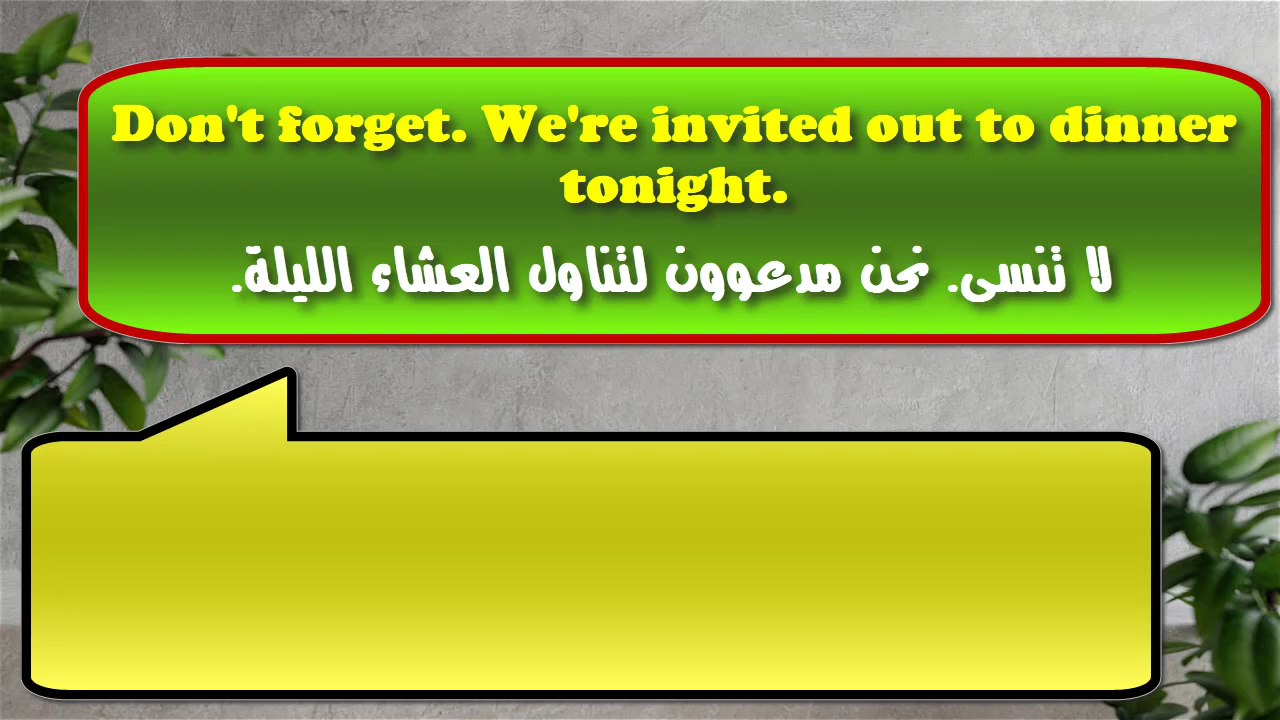 Don't forget. We're invited out to dinner
tonight.
لا تنسى. نحن مدعوون لتناول العشاء الليلة.